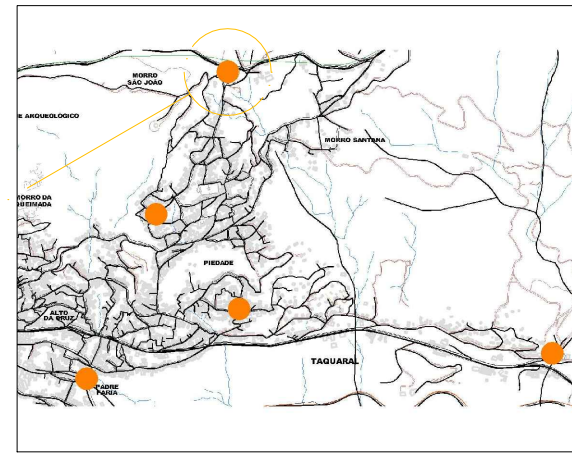 MORRO
SÃO JOÃO
E ARQUEOLÓGICO
MORRO SANTANA
MORRO DA
QUEIMADA
PIEDADE
ALTO
DA CRUZ
TAQUARAL
PADRE
FARIA